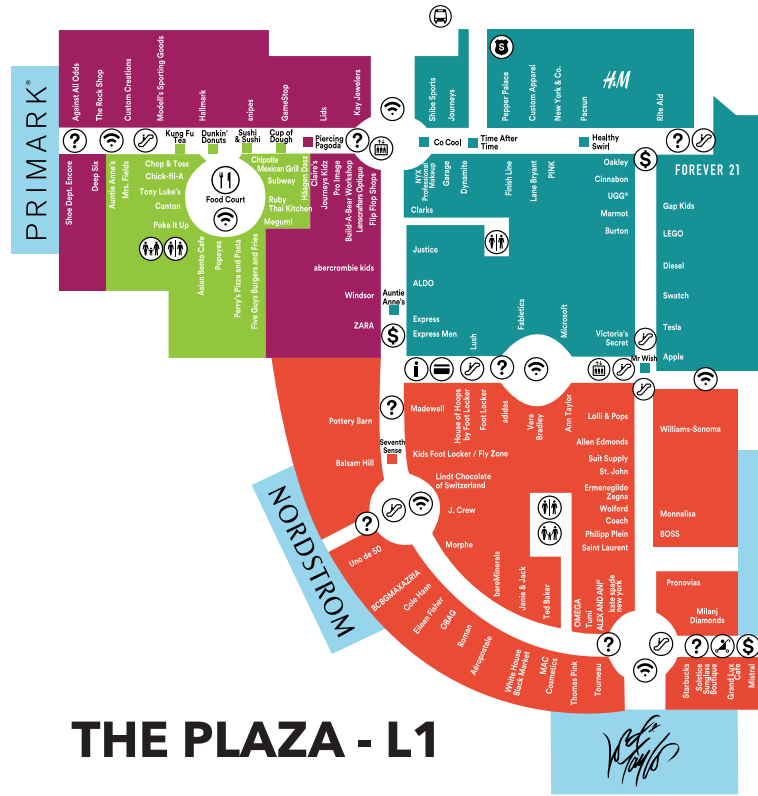 PRIMARK®
Against All Odds
The Rock Shop
Custom Creations
Modell's Sporting Goods
Hallmark
snipes
GameStop
Lids
Kay Jewelers
Shibe Sports
Journeys
S
Pepper Palace
Custom Apparel
New York & Co.
Pacsun
H&M
Rite Aid
?
Kung Fu
Tea
Dunkin'
Donuts
Sushi
& Sushi
Cup of
Dough
Piercing
Pagoda
?
Co Cool
Time After
Time
Healthy
Swirl
$
?
FOREVER 21
Shoe Dept. Encore
Deep Six
Auntie Anne's
Mrs. Fields
Chop & Toss
Chick-fil-A
Tony Luke's
Canton
Poke It Up
Food Court
Chipotle
Mexican Grill
Subway
Ruby
Thai Kitchen
Megumi
Häagen Dasz
Asian Bento Cafe
Popeyes
Perry's Pizza and Pasta
Five Guys Burgers and Fries
Claire's
Journeys Kidz
Pro Image
Build-A-Bear Workshop
Lenscrafters Optique
Flip Flop Shops
abercrombie kids
Windsor
ZARA
NYX
Professional
Makeup
Garage
Dynamite
Clarks
Finish Line
Lane Bryant
PINK
Oakley
Cinnabon
UGG®
Marmot
Burton
Gap Kids
LEGO
Diesel
Swatch
Tesla
Apple
Justice
ALDO
Auntie
Anne's
$
Express
Express Men
Lush
Fabletics
Microsoft
Victoria's
Secret
Mr Wish
i
?
?
Pottery Barn
Seventh
Sense
Balsam Hill
Madewell
House of Hoops
by Foot Locker
Foot Locker
adidas
Vera
Bradley
Ann Taylor
Lolli & Pops
Allen Edmonds
Suit Supply
St. John
Ermenegildo
Zegna
Wolford
Coach
Philipp Plein
Saint Laurent
Williams-Sonoma
Monnalisa
BOSS
Kids Foot Locker / Fly Zone
Lindt Chocolate
of Switzerland
J. Crew
Morphe
NORDSTROM
?
Uno de 50
BCBGMAXAZRIA
Cole Haan
Eileen Fisher
OBAG
Roman
Aéropostale
White House
Black Market
MAC
Cosmetics
Thomas Pink
Tourneau
bareMinerals
Janie & Jack
Ted Baker
OMEGA
Tumi
ALEX AND ANI®
kate spade
new york
Pronovias
Milanj
Diamonds
?
?
$
Starbucks
Solstice
Sunglass
Boutique
Grand Lux
Cafe
Mistral
Lord & Taylor
THE PLAZA - L1